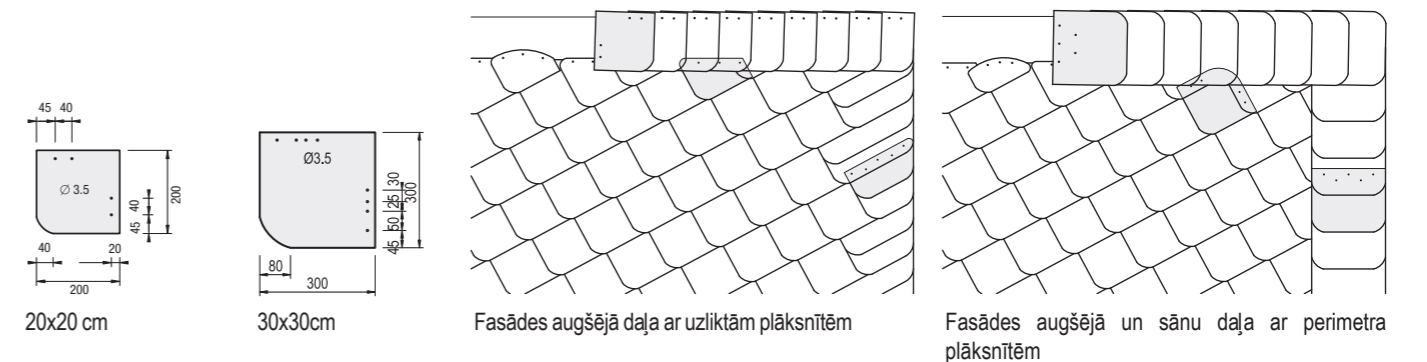 45 40
Ø 3.5
200
40
45
40 20
200
20x20 cm
Ø3.5
30
25
50
45
300
80
300
30x30cm
Fasādes augšējā daļa ar uzliktām plāksnītēm
Fasādes augšējā un sānu daļa ar perimetra
plāksnītēm